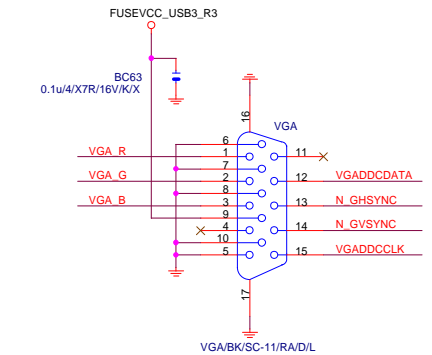 FUSEVCC_USB3_R3
BC63
0.1u/4/X7R/16V/K/X
16
VGA
6
VGA_R 1 11
7
VGA_G 2 12 VGADDCDATA
8
VGA_B 3 13 N_GHSYNC
9
4 14 N_GVSYNC
10
5 15 VGADDCCLK
17
VGA/BK/SC-11/RA/D/L